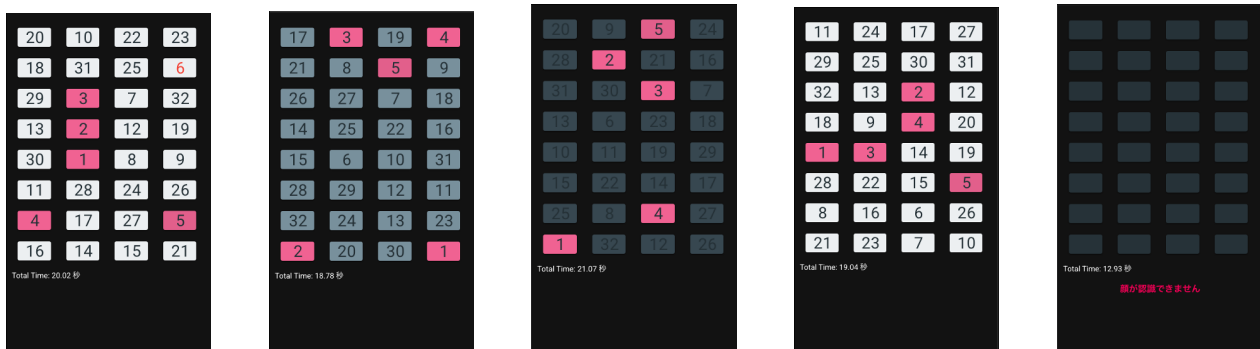 20 10 22 23
18 31 25 6
29 3 7 32
13 2 12 19
30 1 8 9
11 28 24 26
4 17 27 5
16 14 15 21
Total Time: 20.02 秒
17 3 19 4
21 8 5 9
26 27 7 18
14 25 22 16
15 6 10 31
28 29 12 11
32 24 13 23
2 20 30 1
Total Time: 18.78 秒
20 9 5 24
28 2 21 16
31 30 3 7
13 6 23 18
10 11 19 29
15 22 14 17
25 8 4 27
1 32 12 26
Total Time: 21.07 秒
11 24 17 27
29 25 30 31
32 13 2 12
18 9 4 20
1 3 14 19
28 22 15 5
8 16 6 26
21 23 7 10
Total Time: 19.04 秒
Total Time: 12.93 秒
顔が認識できません